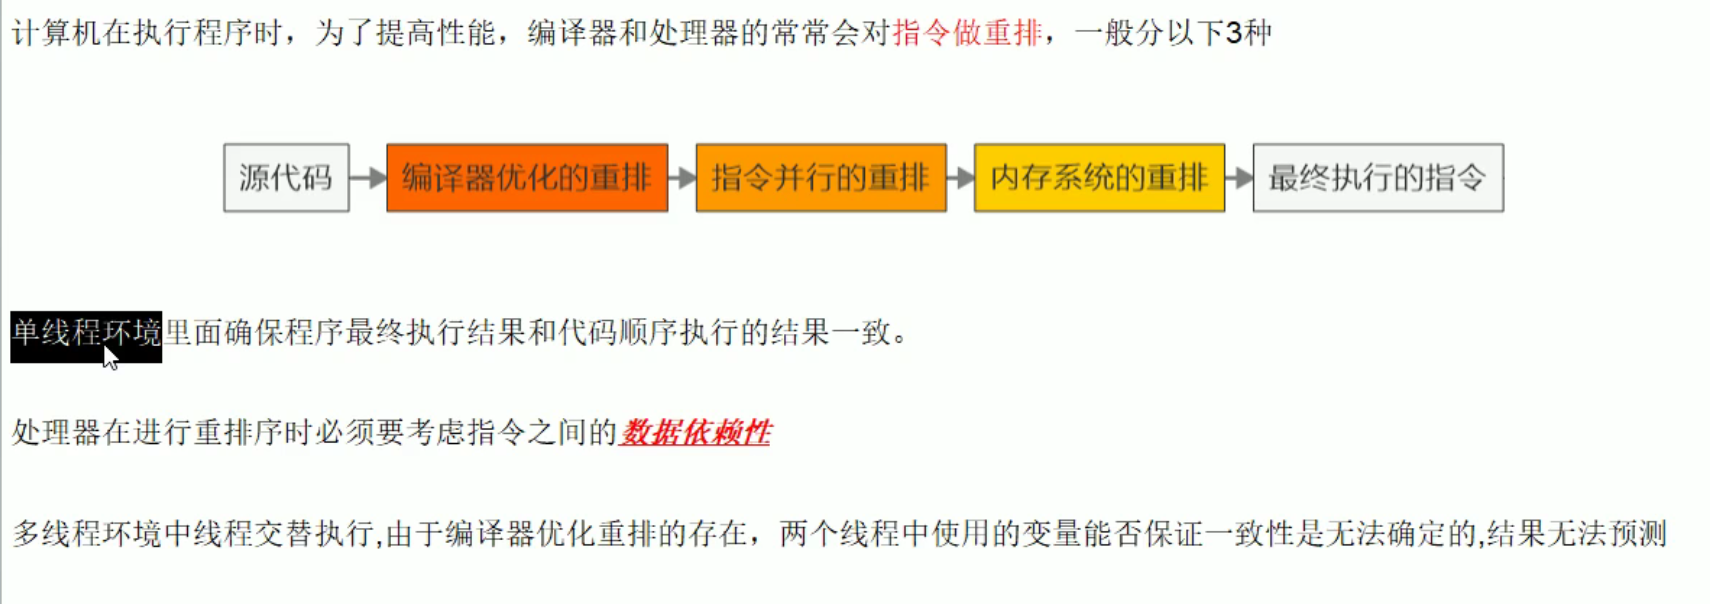 计算机在执行程序时，为了提高性能，编译器和处理器的常常会对指令做重排，一般分以下3种
源代码 编译器优化的重排 指令并行的重排 内存系统的重排 最终执行的指令
单线程环境里面确保程序最终执行结果和代码顺序执行的结果一致。
处理器在进行重排序时必须要考虑指令之间的数据依赖性
多线程环境中线程交替执行,由于编译器优化重排的存在，两个线程中使用的变量能否保证一致性是无法确定的,结果无法预测